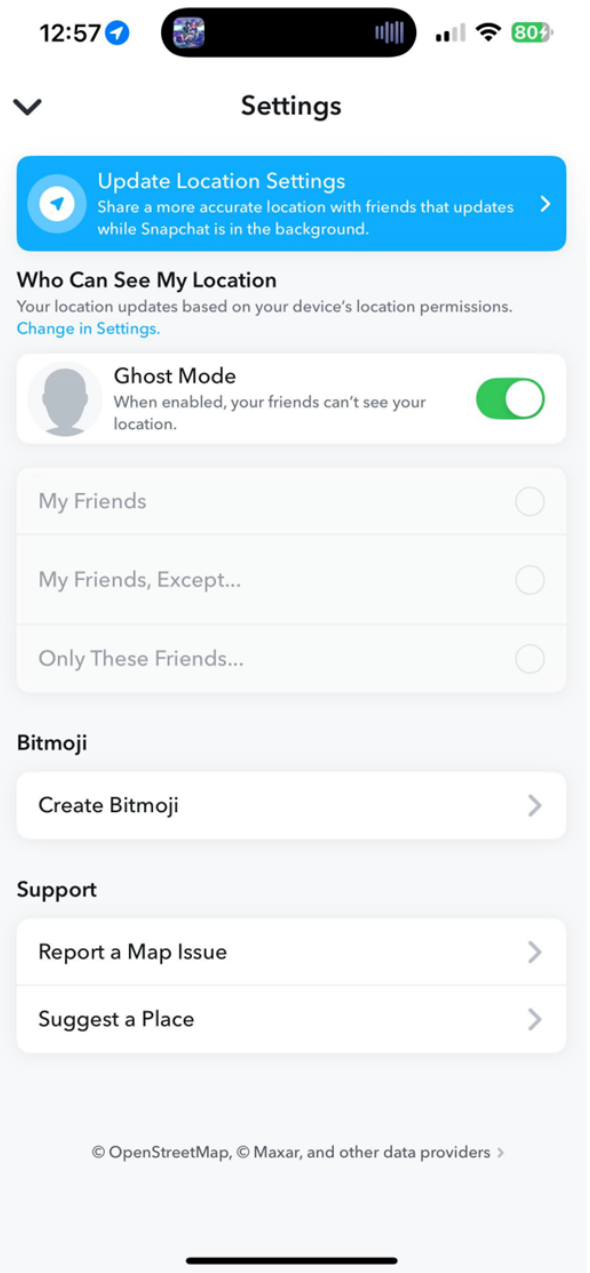 12:57
80
Settings
Update Location Settings
Share a more accurate location with friends that updates
while Snapchat is in the background.
Who Can See My Location
Your location updates based on your device’s location permissions.
Change in Settings.
Ghost Mode
When enabled, your friends can’t see your
location.
My Friends
My Friends, Except...
Only These Friends...
Bitmoji
Create Bitmoji
Support
Report a Map Issue
Suggest a Place
© OpenStreetMap, © Maxar, and other data providers